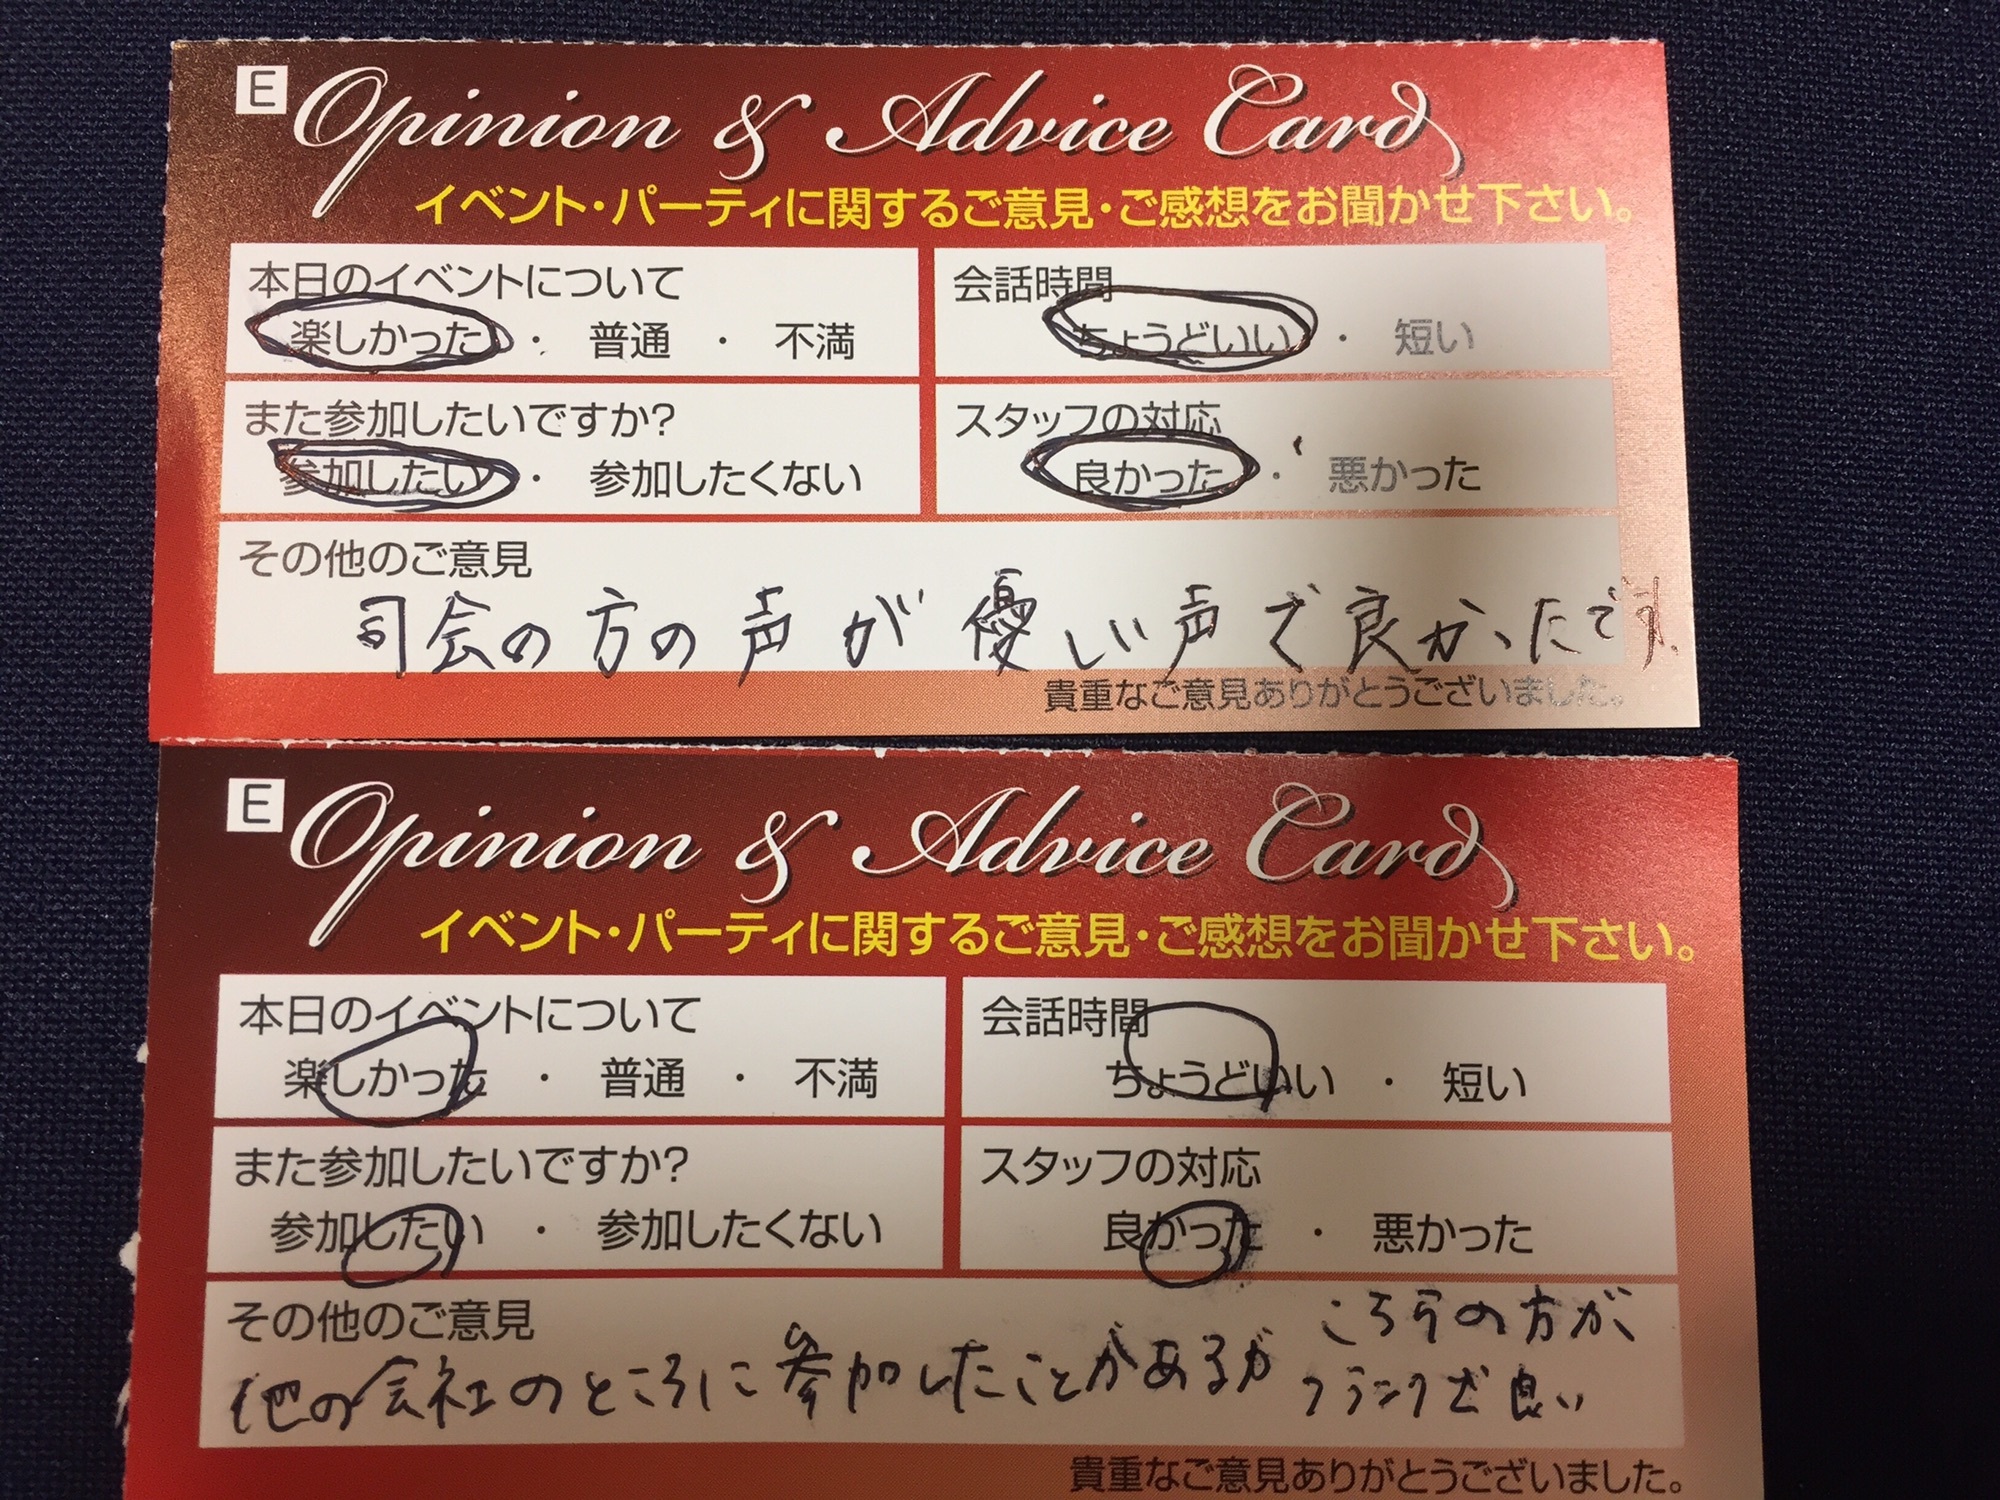 E Opinion & Advice Card
イベント・パーティに関するご意見・ご感想をお聞かせ下さい。
本日のイベントについて
楽しかった ・ 普通 ・ 不満
会話時間
ちょうどいい ・ 短い
また参加したいですか?
参加したい ・ 参加したくない
スタッフの対応
良かった ・ 悪かった
その他のご意見
司会の方の声が優しい声で良かったです。
貴重なご意見ありがとうございました。
E Opinion & Advice Card
イベント・パーティに関するご意見・ご感想をお聞かせ下さい。
本日のイベントについて
楽しかった ・ 普通 ・ 不満
会話時間
ちょうどいい ・ 短い
また参加したいですか?
参加したい ・ 参加したくない
スタッフの対応
良かった ・ 悪かった
その他のご意見
他の会社のところに参加したことがあるが
こちらの方が
フランクで良い
貴重なご意見ありがとうございました。